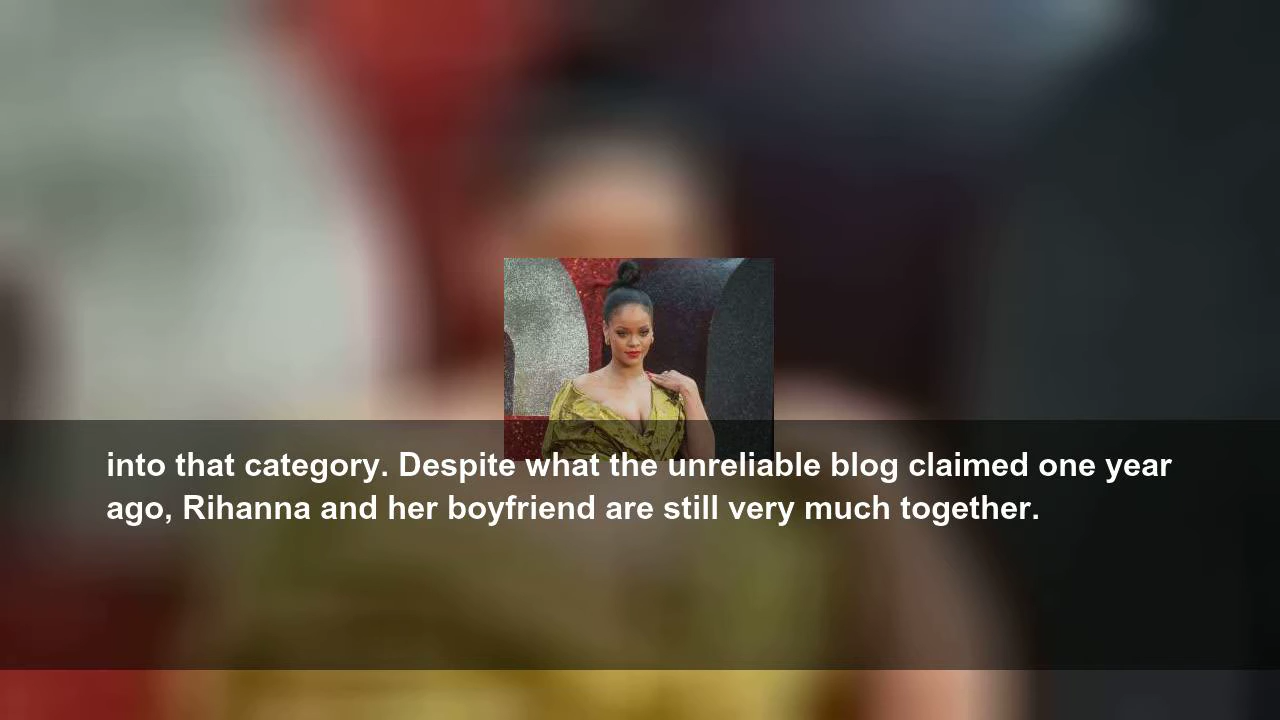 into that category. Despite what the unreliable blog claimed one year
ago, Rihanna and her boyfriend are still very much together.